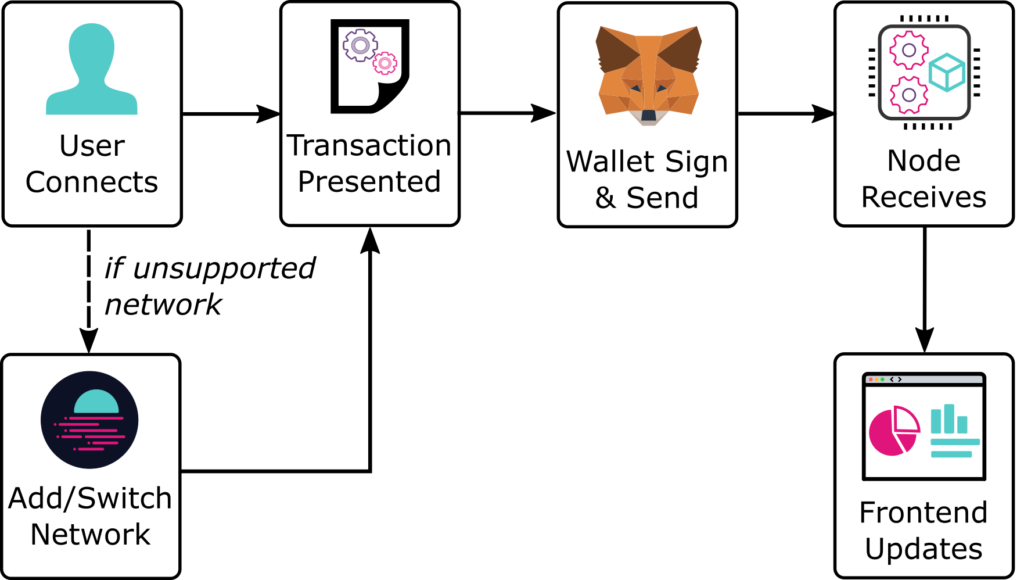 User
Connects
Transaction
Presented
Wallet Sign
& Send
Node
Receives
if unsupported
network
Add/Switch
Network
Frontend
Updates